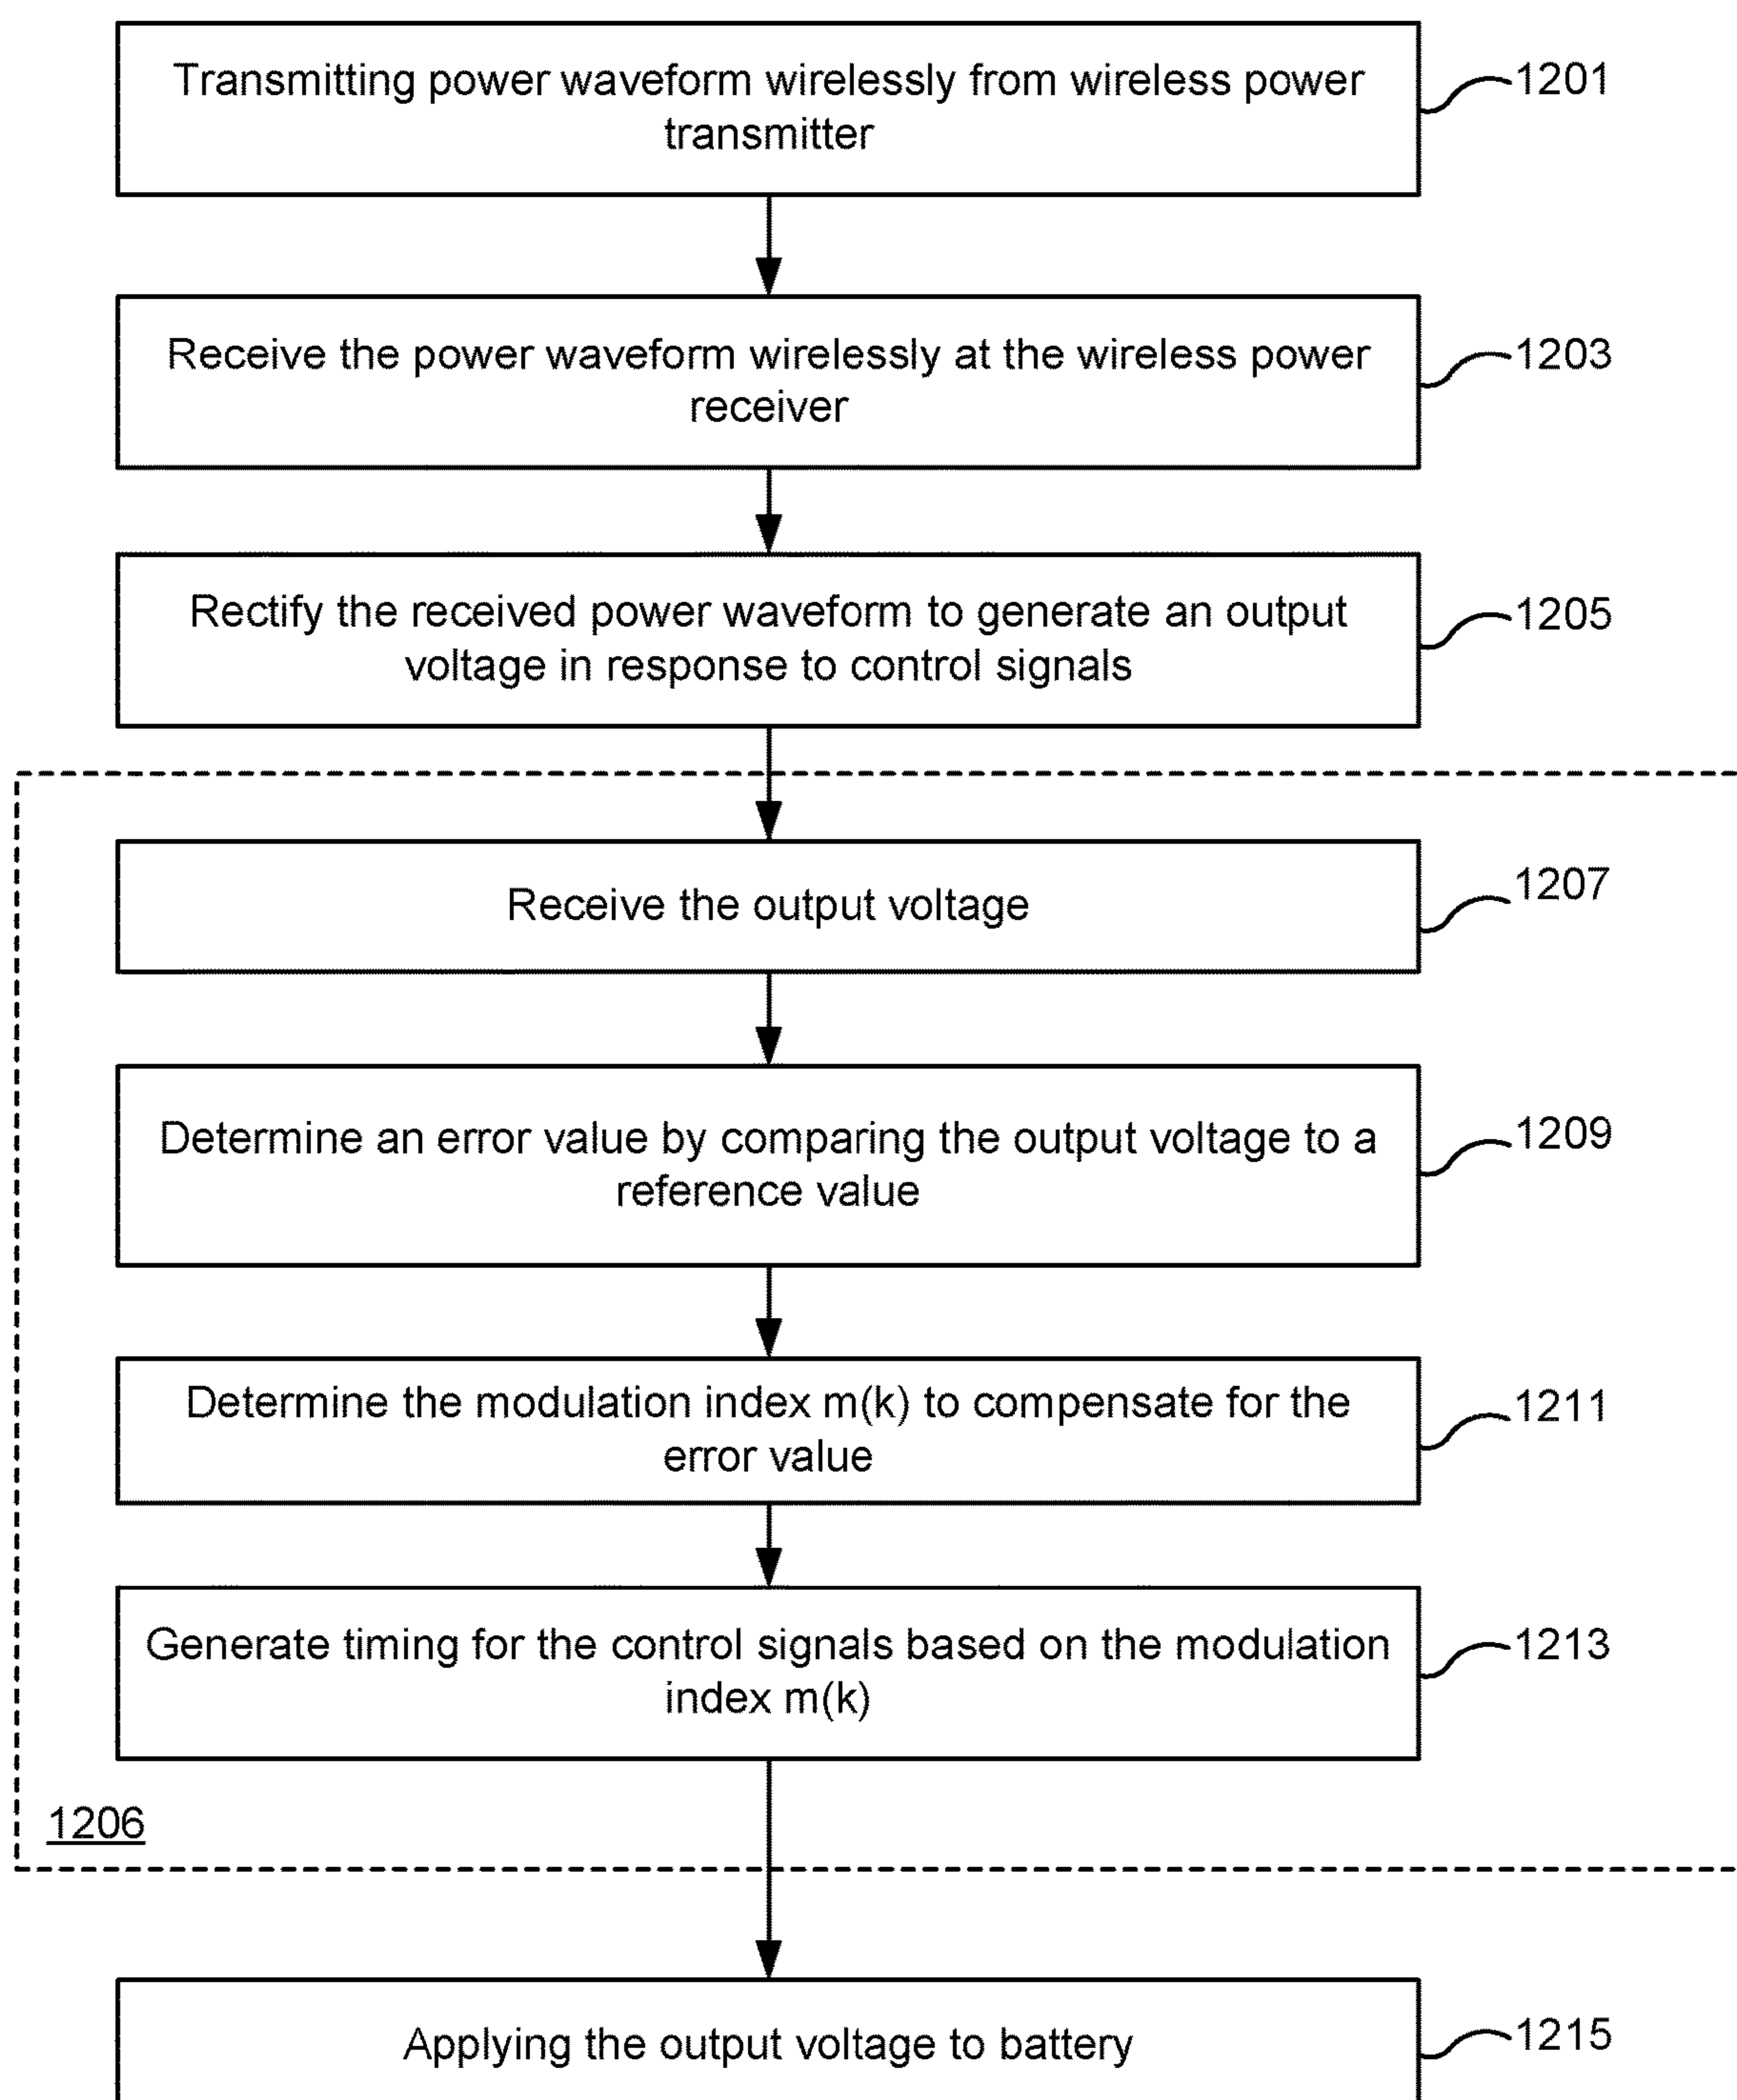 Transmitting power waveform wirelessly from wireless power
transmitter
1201
Receive the power waveform wirelessly at the wireless power
receiver
1203
Rectify the received power waveform to generate an output
voltage in response to control signals
1205
Receive the output voltage
1207
Determine an error value by comparing the output voltage to a
reference value
1209
Determine the modulation index m(k) to compensate for the
error value
1211
Generate timing for the control signals based on the modulation
index m(k)
1213
1206
Applying the output voltage to battery
1215